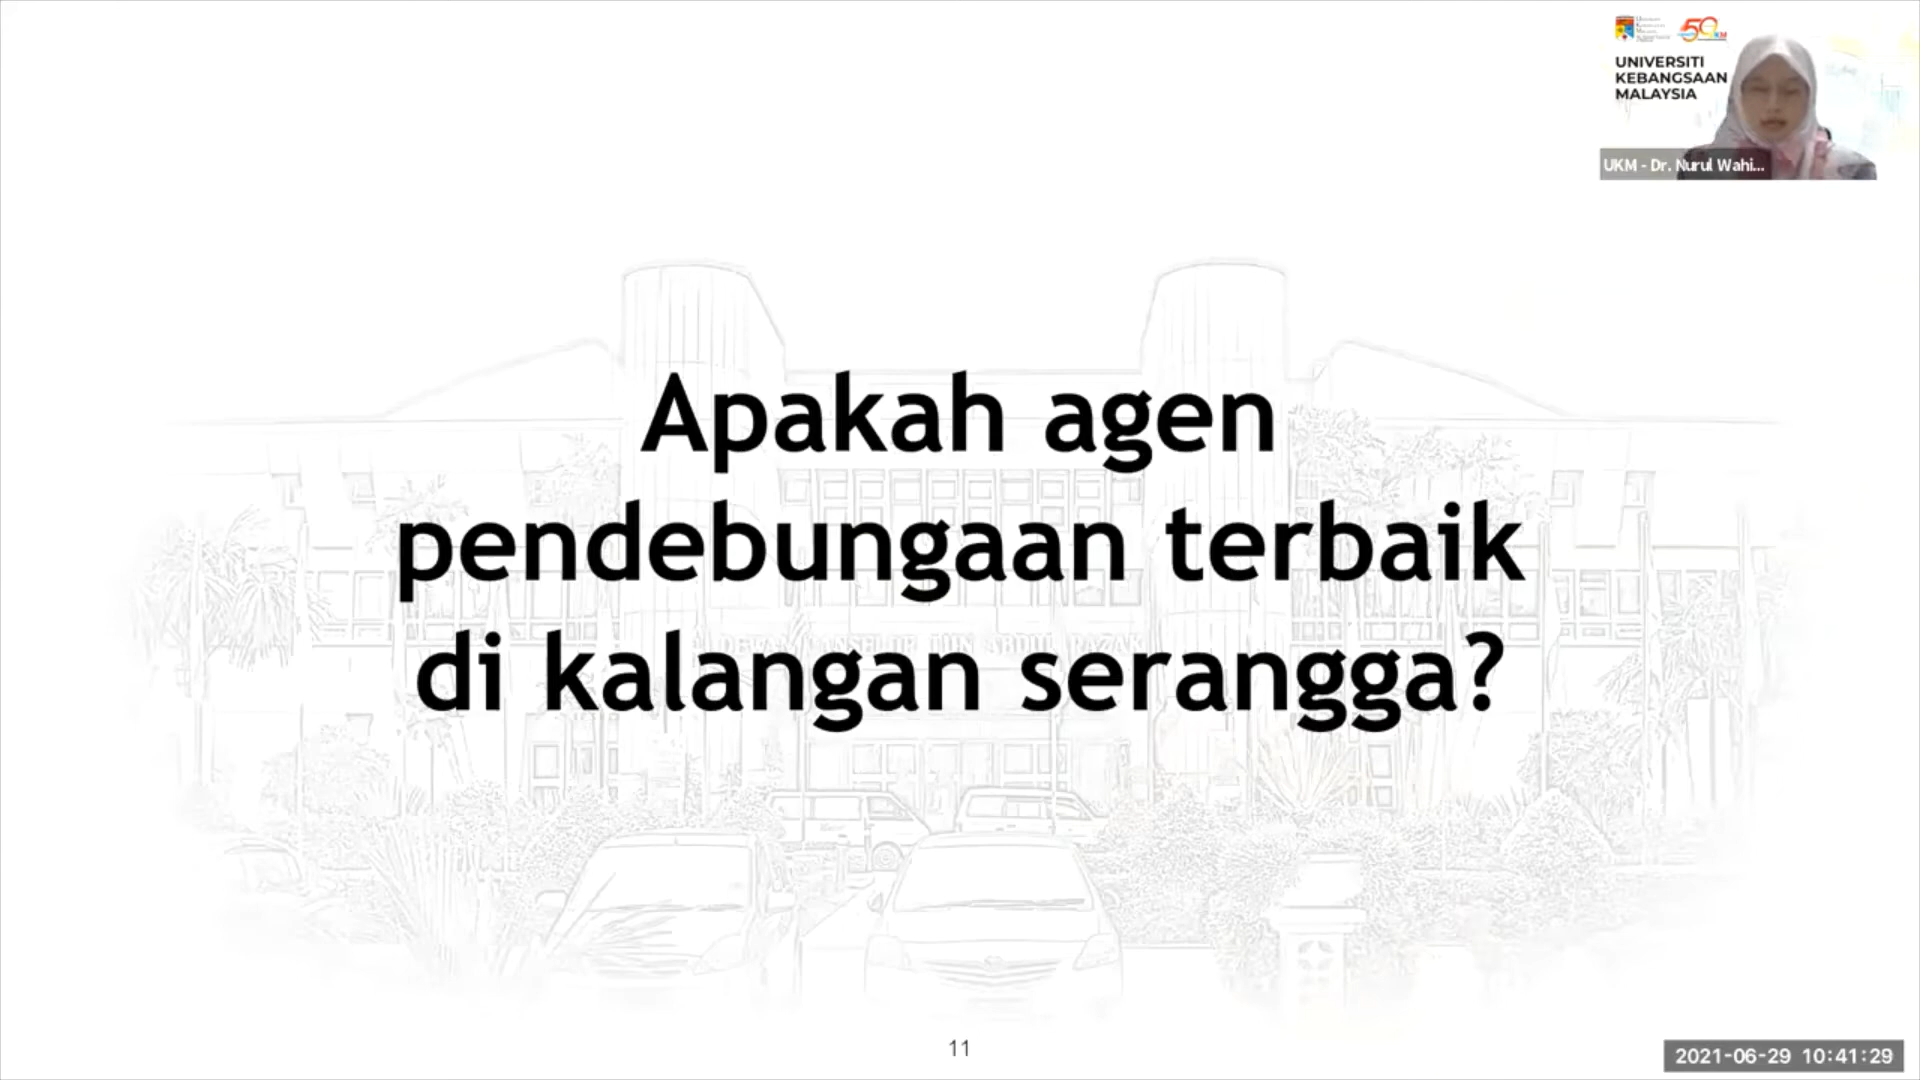 UNIVERSITI
KEBANGSAAN
MALAYSIA
UKM - Dr. Nurul Wahi...
Apakah agen
pendebungaan terbaik
di kalangan serangga?
11
2021-06-29 10:41:29